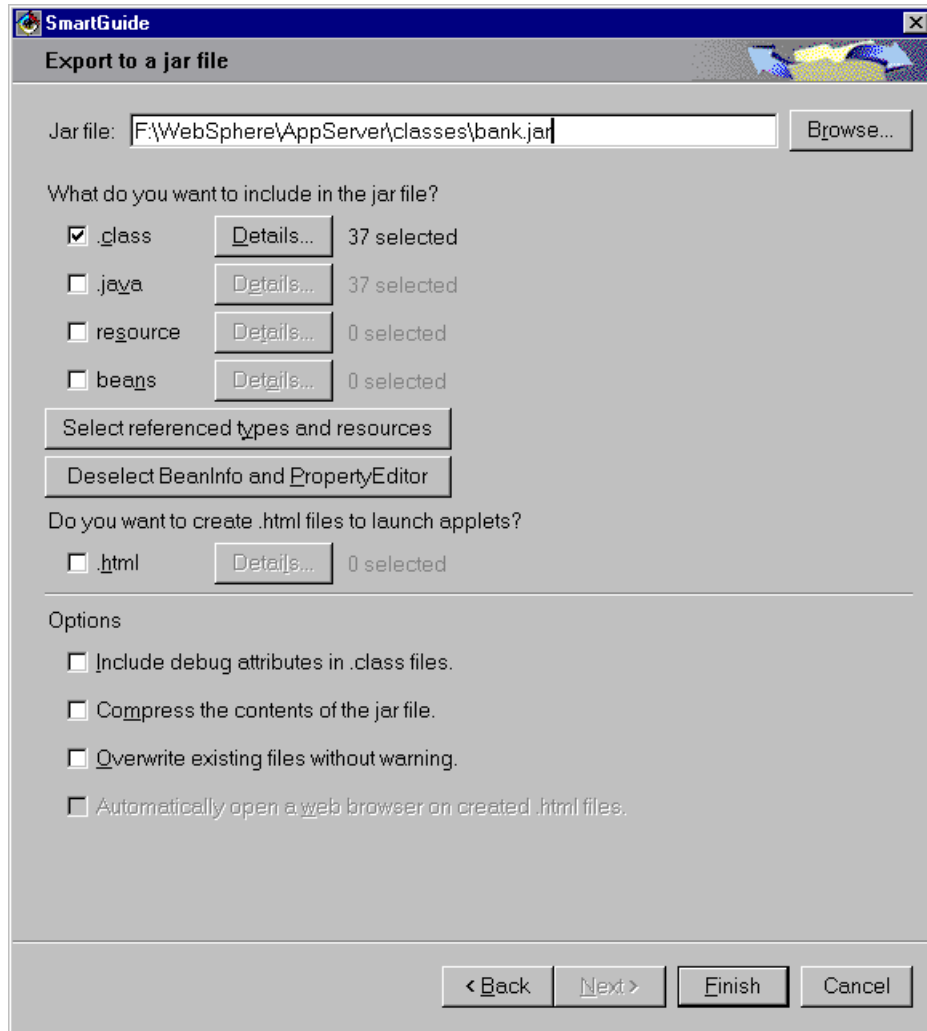 SmartGuide
Export to a jar file
Jar file: F:\WebSphere\AppServer\classes\bank.jar Browse...
What do you want to include in the jar file?
.class Details... 37 selected
.java Details... 37 selected
resource Details... 0 selected
beans Details... 0 selected
Select referenced types and resources
Deselect BeanInfo and PropertyEditor
Do you want to create .html files to launch applets?
.html Details... 0 selected
Options
Include debug attributes in .class files.
Compress the contents of the jar file.
Overwrite existing files without warning.
Automatically open a web browser on created .html files.
< Back Next > Finish Cancel